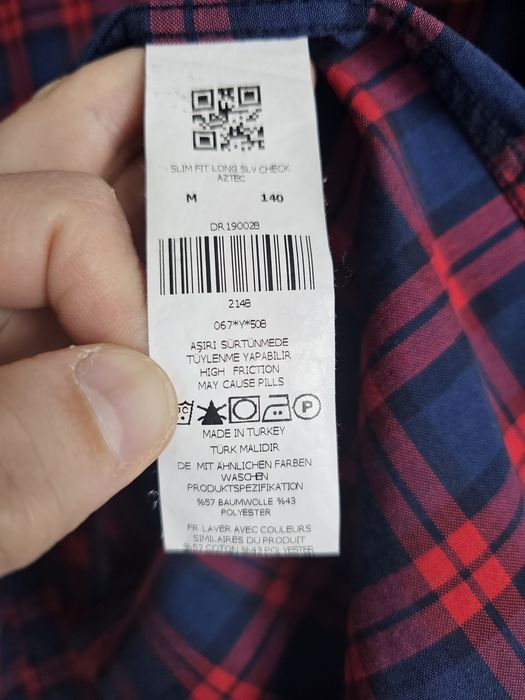 SLIM FIT LONG SLV CHECK
AZTEC
M 140
DR19002B
2148
067*Y*508
AŞIRI SÜRTÜNMEDE
TÜYLENME YAPABİLİR
HIGH FRICTION
MAY CAUSE PILLS
P
MADE IN TURKEY
TÜRK MALIDIR
DE MIT ÄHNLICHEN FARBEN
WASCHEN
PRODUKTSPEZIFIKATION
%57 BAUMWOLLE %43
POLYESTER
FR LAVER AVEC COULEURS
SIMILAIRES DU PRODUIT
%57 COTON %43 POLYESTER